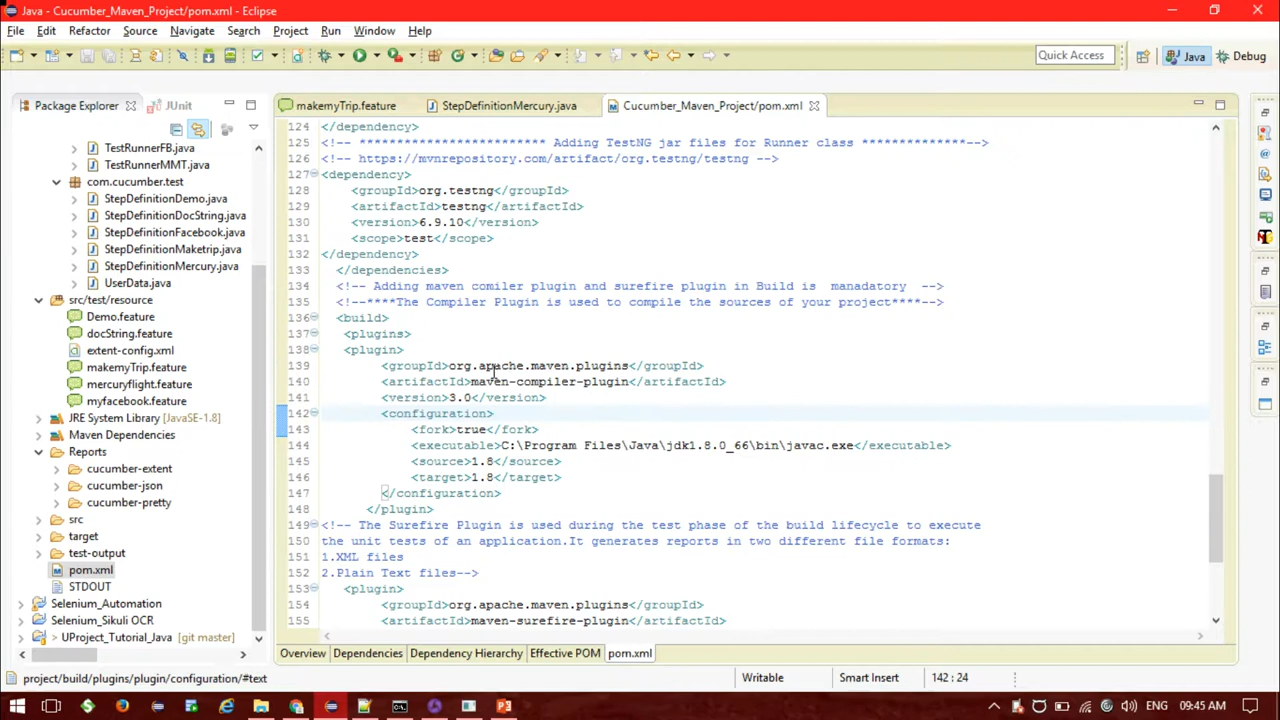 Java - Cucumber_Maven_Project/pom.xml - Eclipse
File Edit Refactor Source Navigate Search Project Run Window Help
Quick Access Java Debug
Package Explorer JUnit
TestRunnerFB.java
TestRunnerMMT.java
com.cucumber.test
StepDefinitionDemo.java
StepDefinitionDocString.java
StepDefinitionFacebook.java
StepDefinitionMaketrip.java
StepDefinitionMercury.java
UserData.java
src/test/resource
Demo.feature
docString.feature
extent-config.xml
makemyTrip.feature
mercuryflight.feature
myfacebook.feature
JRE System Library [JavaSE-1.8]
Maven Dependencies
Reports
cucumber-extent
cucumber-json
cucumber-pretty
src
target
test-output
pom.xml
STDOUT
Selenium_Automation
Selenium_Sikuli OCR
UProject_Tutorial_Java [git master]
makemyTrip.feature StepDefinitionMercury.java Cucumber_Maven_Project/pom.xml
124 </dependency>
125 <!-- ************************ Adding TestNG jar files for Runner class **************-->
126 <!-- https://mvnrepository.com/artifact/org.testng/testng -->
127 <dependency>
128 <groupId>org.testng</groupId>
129 <artifactId>testng</artifactId>
130 <version>6.9.10</version>
131 <scope>test</scope>
132 </dependency>
133 </dependencies>
134 <!-- Adding maven comiler plugin and surefire plugin in Build is manadatory -->
135 <!--****The Compiler Plugin is used to compile the sources of your project****-->
136 <build>
137 <plugins>
138 <plugin>
139 <groupId>org.apache.maven.plugins</groupId>
140 <artifactId>maven-compiler-plugin</artifactId>
141 <version>3.0</version>
142 <configuration>
143 <fork>true</fork>
144 <executable>C:\Program Files\Java\jdk1.8.0_66\bin\javac.exe</executable>
145 <source>1.8</source>
146 <target>1.8</target>
147 </configuration>
148 </plugin>
149 <!-- The Surefire Plugin is used during the test phase of the build lifecycle to execute
150 the unit tests of an application.It generates reports in two different file formats:
151 1.XML files
152 2.Plain Text files-->
153 <plugin>
154 <groupId>org.apache.maven.plugins</groupId>
155 <artifactId>maven-surefire-plugin</artifactId>
Overview Dependencies Dependency Hierarchy Effective POM pom.xml
project/build/plugins/plugin/configuration/#text Writable Smart Insert 142 : 24
09:45 AM